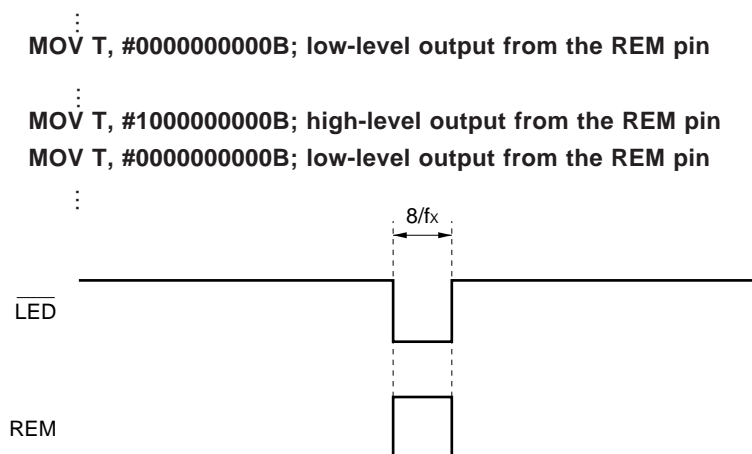 ⋮
MOV T, #0000000000B; low-level output from the REM pin
⋮
MOV T, #1000000000B; high-level output from the REM pin
MOV T, #0000000000B; low-level output from the REM pin
⋮
8/fx
L̅E̅D̅
REM